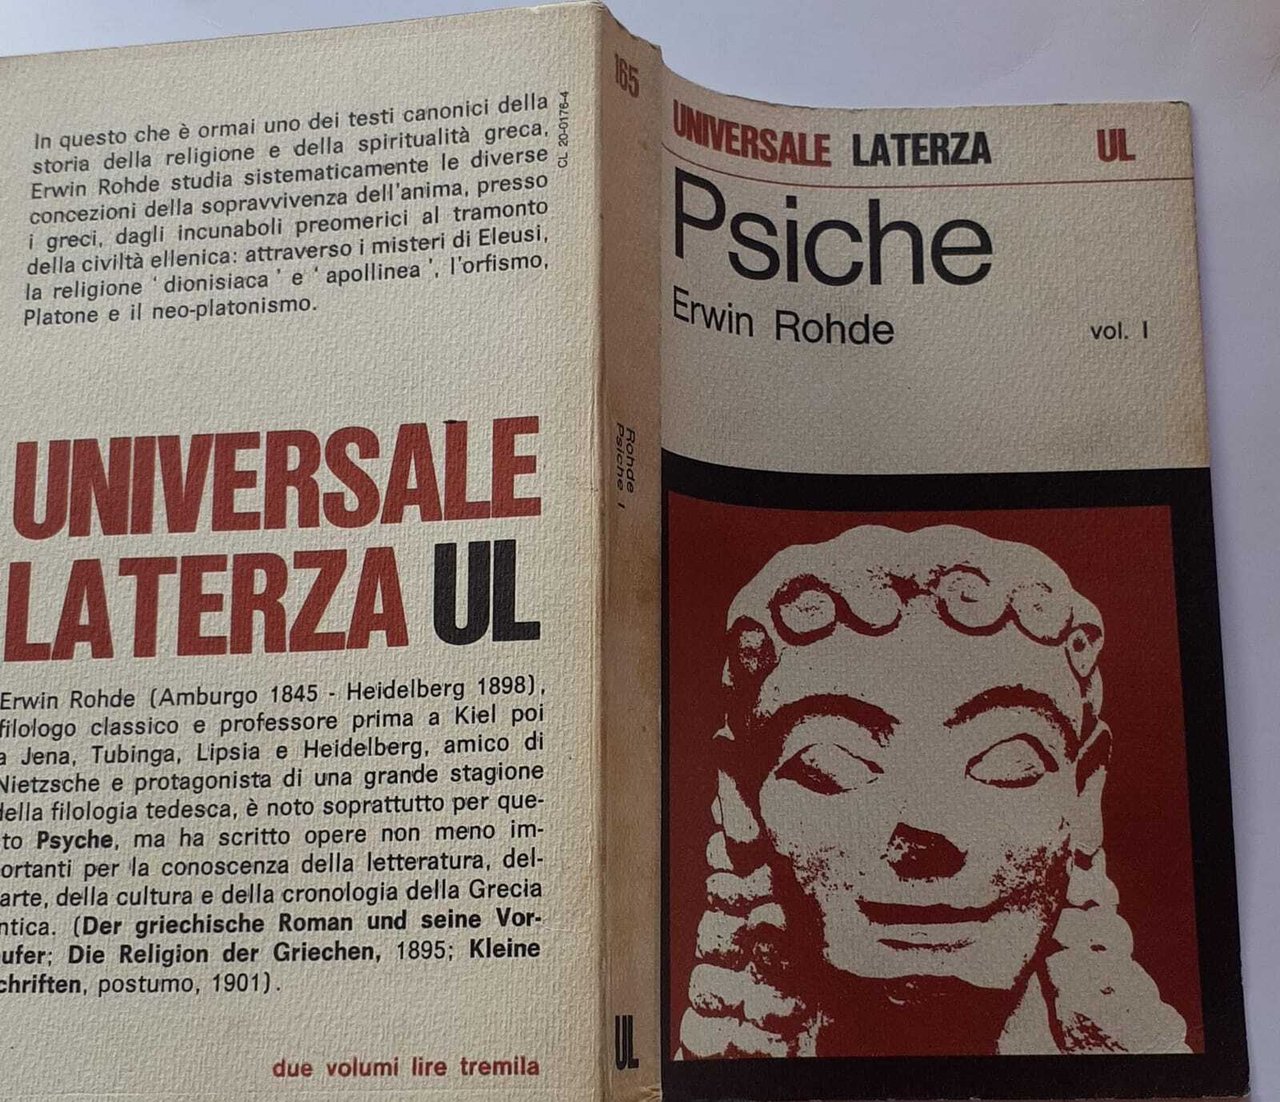 In questo che è ormai uno dei testi canonici della
storia della religione e della spiritualità greca,
Erwin Rohde studia sistematicamente le diverse
concezioni della sopravvivenza dell'anima, presso
i greci, dagli incunaboli preomerici al tramonto
della civiltà ellenica: attraverso i misteri di Eleusi,
la religione ' dionisiaca ' e ' apollinea ', l'orfismo,
Platone e il neo-platonismo.
CL 20-0176-4
UNIVERSALE
LATERZA UL
Erwin Rohde (Amburgo 1845 - Heidelberg 1898),
filologo classico e professore prima a Kiel poi
a Jena, Tubinga, Lipsia e Heidelberg, amico di
Nietzsche e protagonista di una grande stagione
della filologia tedesca, è noto soprattutto per que-
sto Psyche, ma ha scritto opere non meno im-
portanti per la conoscenza della letteratura, del-
arte, della cultura e della cronologia della Grecia
ntica. (Der griechische Roman und seine Vor-
ufer; Die Religion der Griechen, 1895; Kleine
chriften, postumo, 1901).
due volumi lire tremila
165
Rohde
Psiche I
UL
UNIVERSALE LATERZA UL
Psiche
Erwin Rohde vol. I